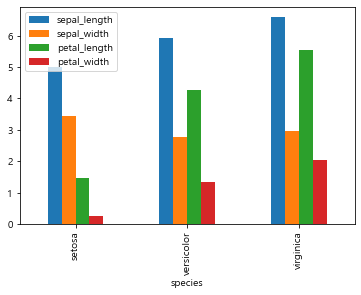 sepal_length
sepal_width
petal_length
petal_width
6
5
4
3
2
1
0
setosa
versicolor
virginica
species